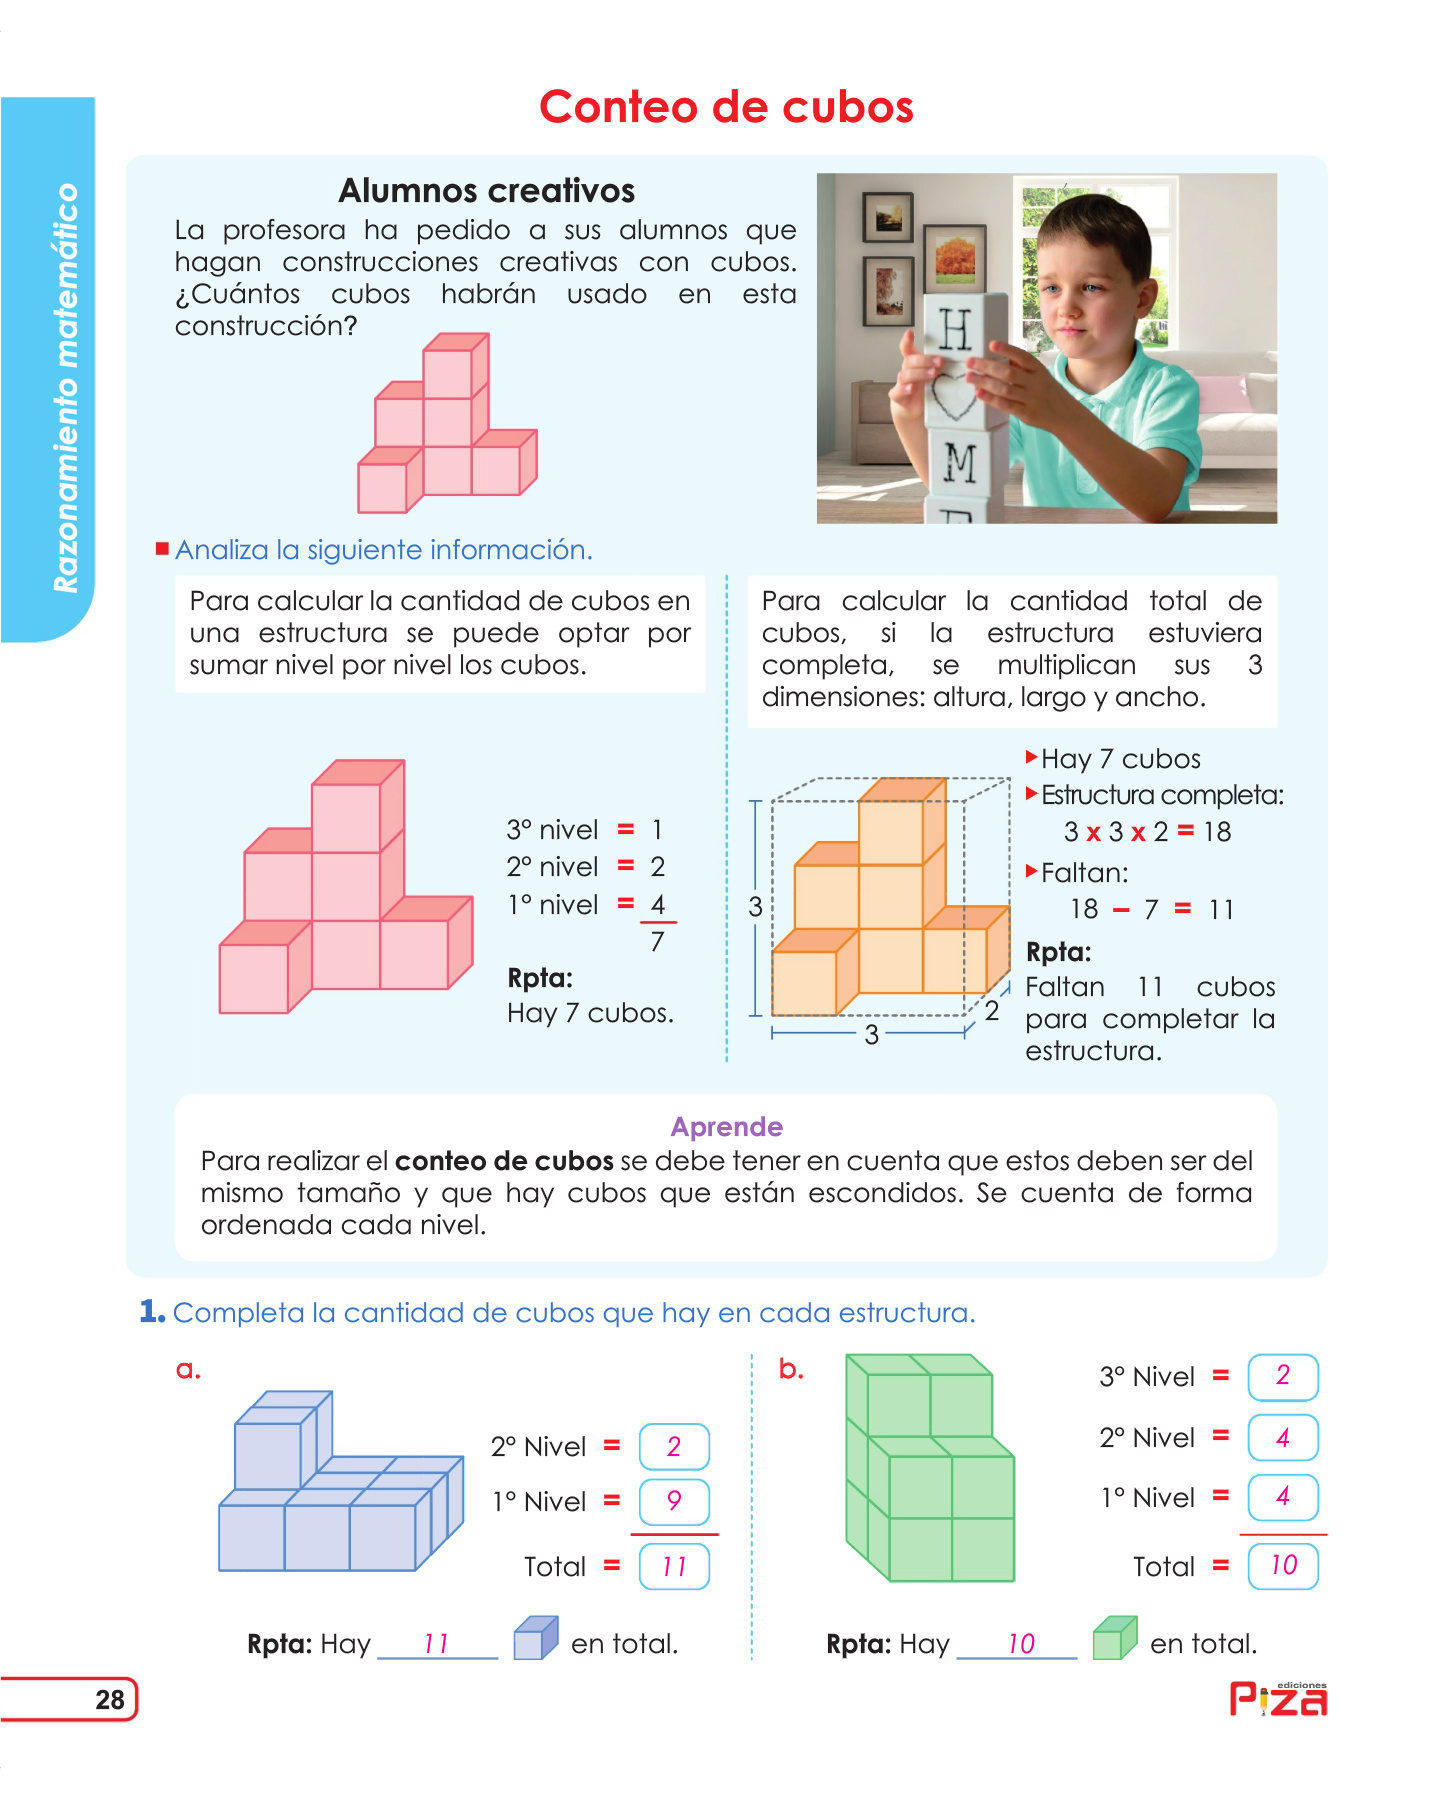 Conteo de cubos
Razonamiento matemático
Alumnos creativos
La profesora ha pedido a sus alumnos que
hagan construcciones creativas con cubos.
¿Cuántos cubos habrán usado en esta
construcción?
H
M
Analiza la siguiente información.
Para calcular la cantidad de cubos en
una estructura se puede optar por
sumar nivel por nivel los cubos.
3° nivel = 1
2° nivel = 2
1° nivel = 4
7
Rpta:
Hay 7 cubos.
Para calcular la cantidad total de
cubos, si la estructura estuviera
completa, se multiplican sus 3
dimensiones: altura, largo y ancho.
3
3
2
Hay 7 cubos
Estructura completa:
3 x 3 x 2 = 18
Faltan:
18 – 7 = 11
Rpta:
Faltan 11 cubos
para completar la
estructura.
Aprende
Para realizar el conteo de cubos se debe tener en cuenta que estos deben ser del
mismo tamaño y que hay cubos que están escondidos. Se cuenta de forma
ordenada cada nivel.
1. Completa la cantidad de cubos que hay en cada estructura.
a.
2° Nivel = 2
1° Nivel = 9
Total = 11
Rpta: Hay 11 en total.
b.
3° Nivel = 2
2° Nivel = 4
1° Nivel = 4
Total = 10
Rpta: Hay 10 en total.
28
ediciones
Piza